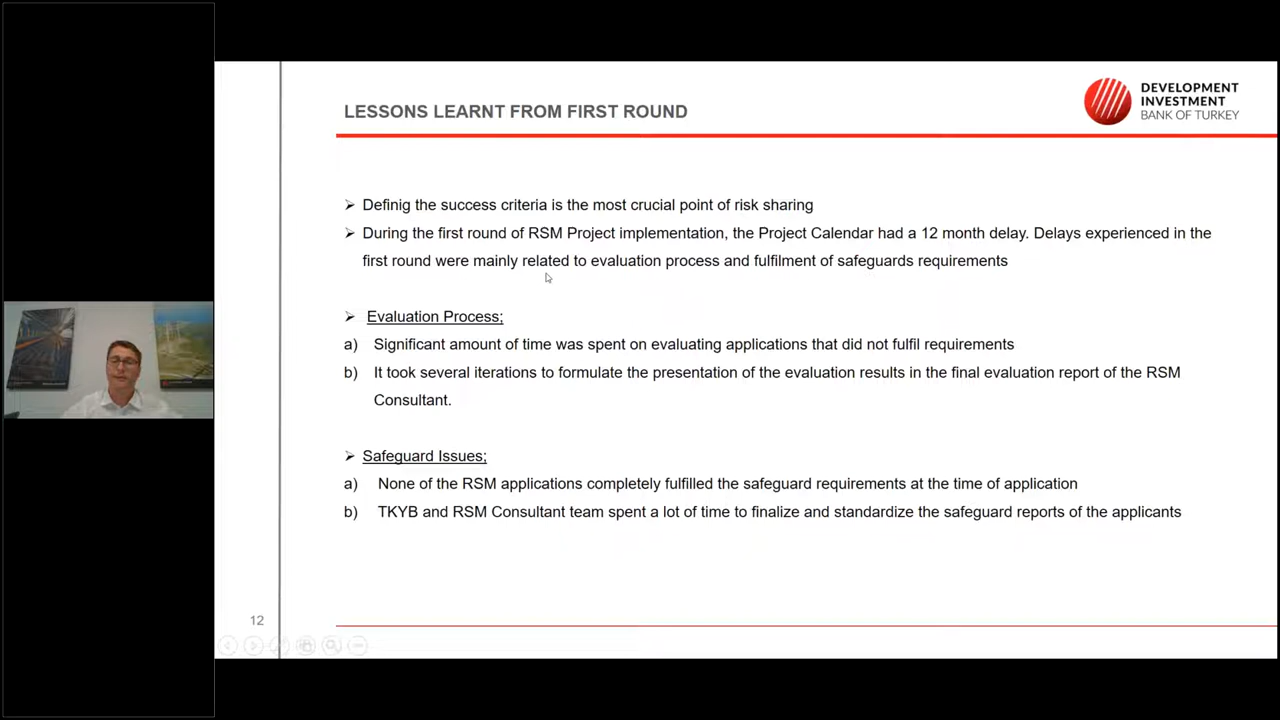 LESSONS LEARNT FROM FIRST ROUND
DEVELOPMENT
INVESTMENT
BANK OF TURKEY
➢ Definig the success criteria is the most crucial point of risk sharing
➢ During the first round of RSM Project implementation, the Project Calendar had a 12 month delay. Delays experienced in the
first round were mainly related to evaluation process and fulfilment of safeguards requirements
➢ Evaluation Process;
a) Significant amount of time was spent on evaluating applications that did not fulfil requirements
b) It took several iterations to formulate the presentation of the evaluation results in the final evaluation report of the RSM
Consultant.
➢ Safeguard Issues;
a) None of the RSM applications completely fulfilled the safeguard requirements at the time of application
b) TKYB and RSM Consultant team spent a lot of time to finalize and standardize the safeguard reports of the applicants
12